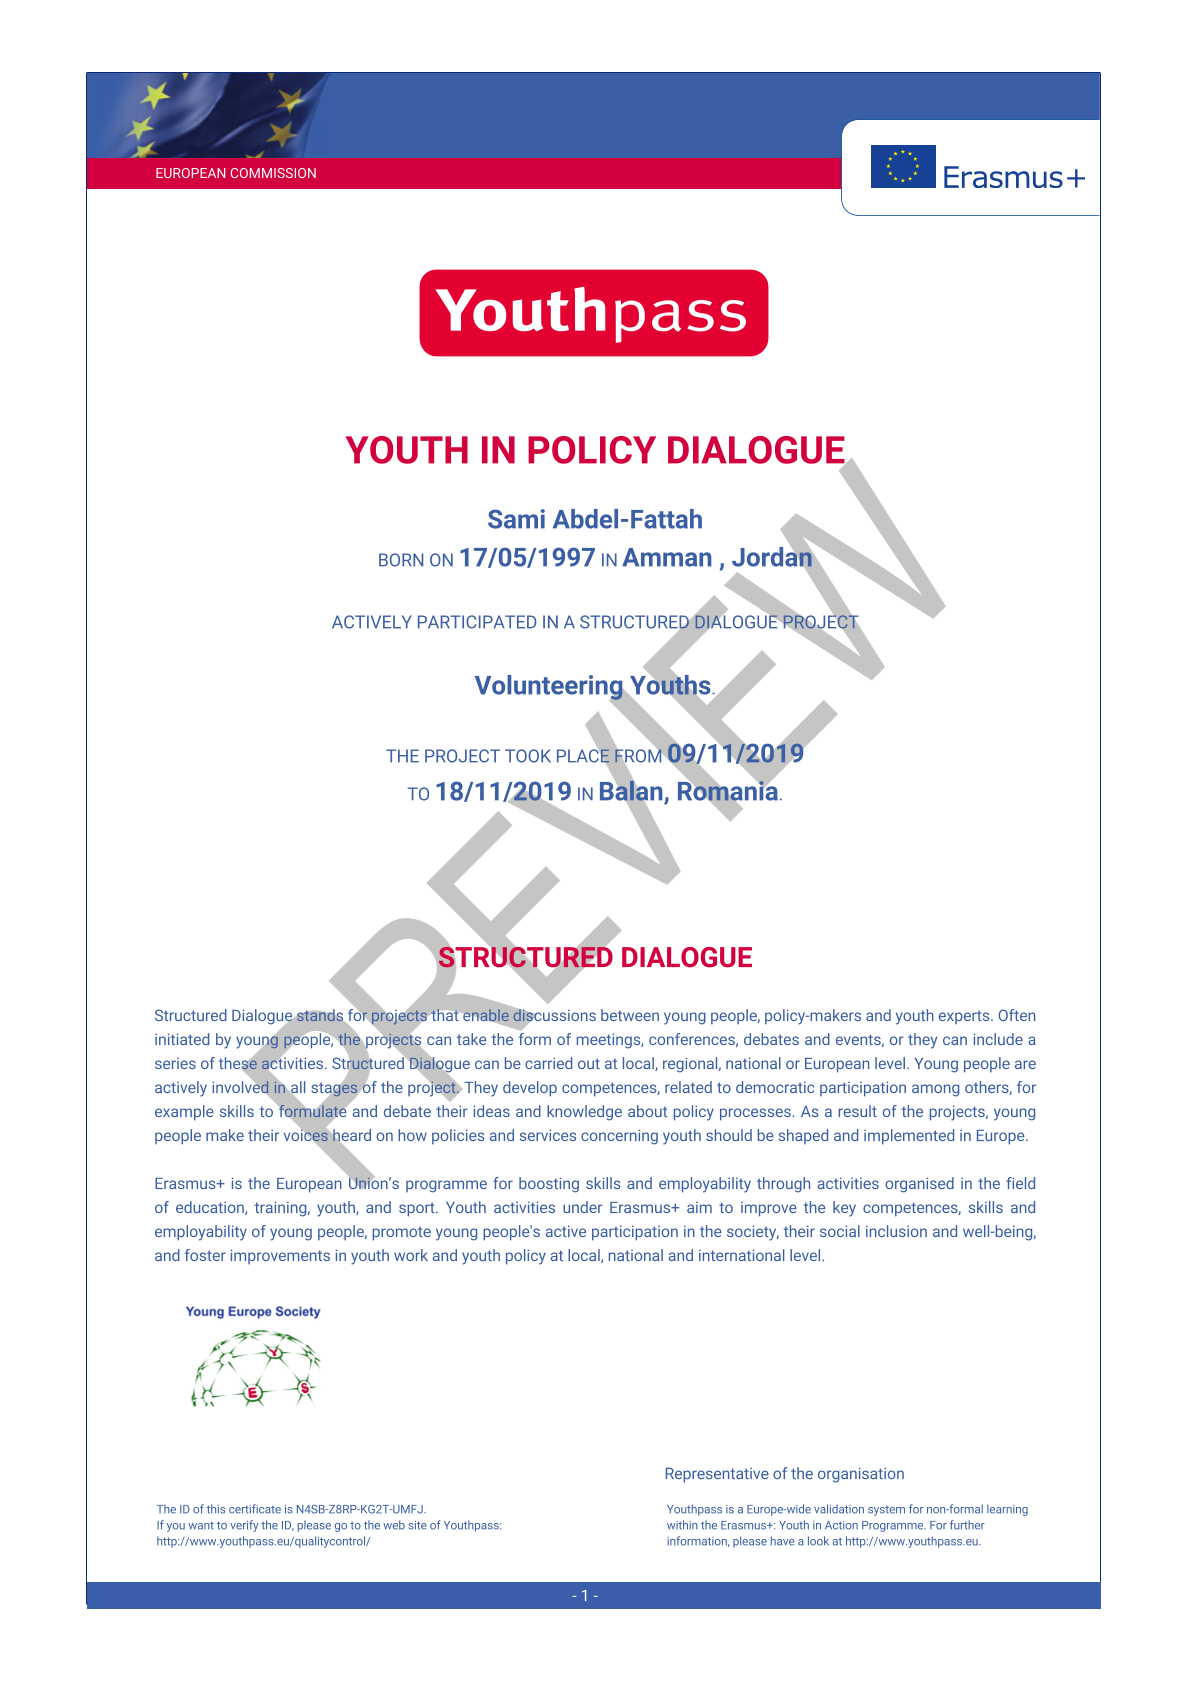 EUROPEAN COMMISSION
Erasmus+
Youthpass
YOUTH IN POLICY DIALOGUE
Sami Abdel-Fattah
BORN ON 17/05/1997 IN Amman , Jordan
ACTIVELY PARTICIPATED IN A STRUCTURED DIALOGUE PROJECT
Volunteering Youths.
THE PROJECT TOOK PLACE FROM 09/11/2019
TO 18/11/2019 IN Balan, Romania.
PREVIEW
STRUCTURED DIALOGUE
Structured Dialogue stands for projects that enable discussions between young people, policy-makers and youth experts. Often
initiated by young people, the projects can take the form of meetings, conferences, debates and events, or they can include a
series of these activities. Structured Dialogue can be carried out at local, regional, national or European level. Young people are
actively involved in all stages of the project. They develop competences, related to democratic participation among others, for
example skills to formulate and debate their ideas and knowledge about policy processes. As a result of the projects, young
people make their voices heard on how policies and services concerning youth should be shaped and implemented in Europe.
Erasmus+ is the European Union’s programme for boosting skills and employability through activities organised in the field
of education, training, youth, and sport. Youth activities under Erasmus+ aim to improve the key competences, skills and
employability of young people, promote young people's active participation in the society, their social inclusion and well-being,
and foster improvements in youth work and youth policy at local, national and international level.
Young Europe Society
Y
E S
Representative of the organisation
The ID of this certificate is N4SB-Z8RP-KG2T-UMFJ.
If you want to verify the ID, please go to the web site of Youthpass:
http://www.youthpass.eu/qualitycontrol/
Youthpass is a Europe-wide validation system for non-formal learning
within the Erasmus+: Youth in Action Programme. For further
information, please have a look at http://www.youthpass.eu.
- 1 -